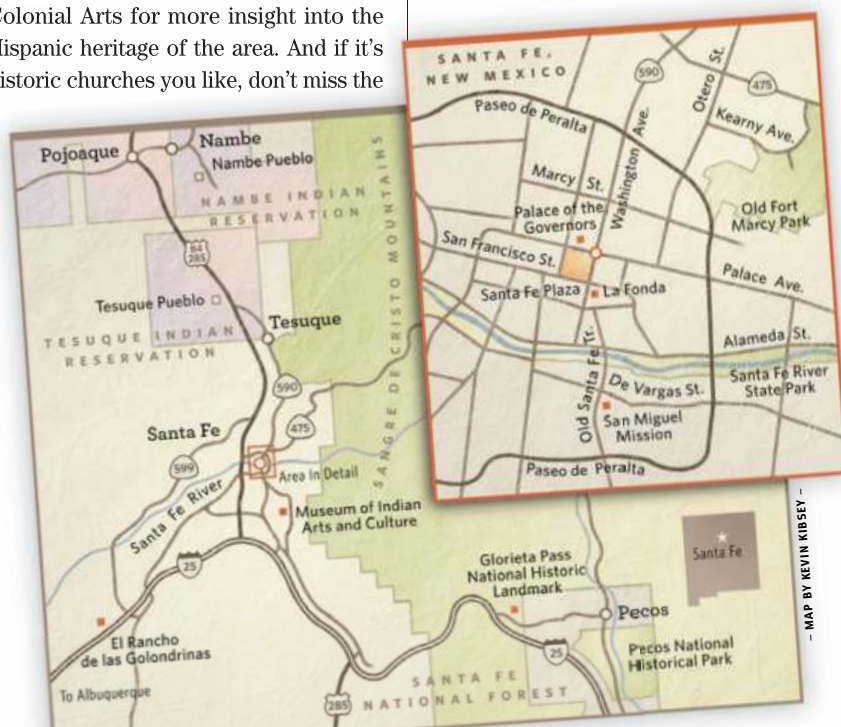 Colonial Arts for more insight into the
Hispanic heritage of the area. And if it's
historic churches you like, don't miss the
SANTA FE,
NEW MEXICO
590
Otero St.
475
Paseo de Peralta
Washington Ave.
Kearny Ave.
Marcy St.
Palace of the
Governors
Old Fort
Marcy Park
San Francisco St.
Palace Ave.
Santa Fe Plaza
La Fonda
Alameda St.
Old Santa Fe Tr.
De Vargas St.
Santa Fe River
State Park
San Miguel
Mission
Paseo de Peralta
Pojoaque
Nambe
Nambe Pueblo
NAMBE INDIAN
RESERVATION
SANGRE DE CRISTO MOUNTAINS
84
285
Tesuque Pueblo
Tesuque
TESUQUE INDIAN
RESERVATION
590
475
Santa Fe
599
Area In Detail
Santa Fe River
Museum of Indian
Arts and Culture
25
Glorieta Pass
National Historic
Landmark
Santa Fe
Pecos
El Rancho
de las Golondrinas
25
Pecos National
Historical Park
To Albuquerque
SANTA FE
NATIONAL FOREST
285
– MAP BY KEVIN KIBSEY –